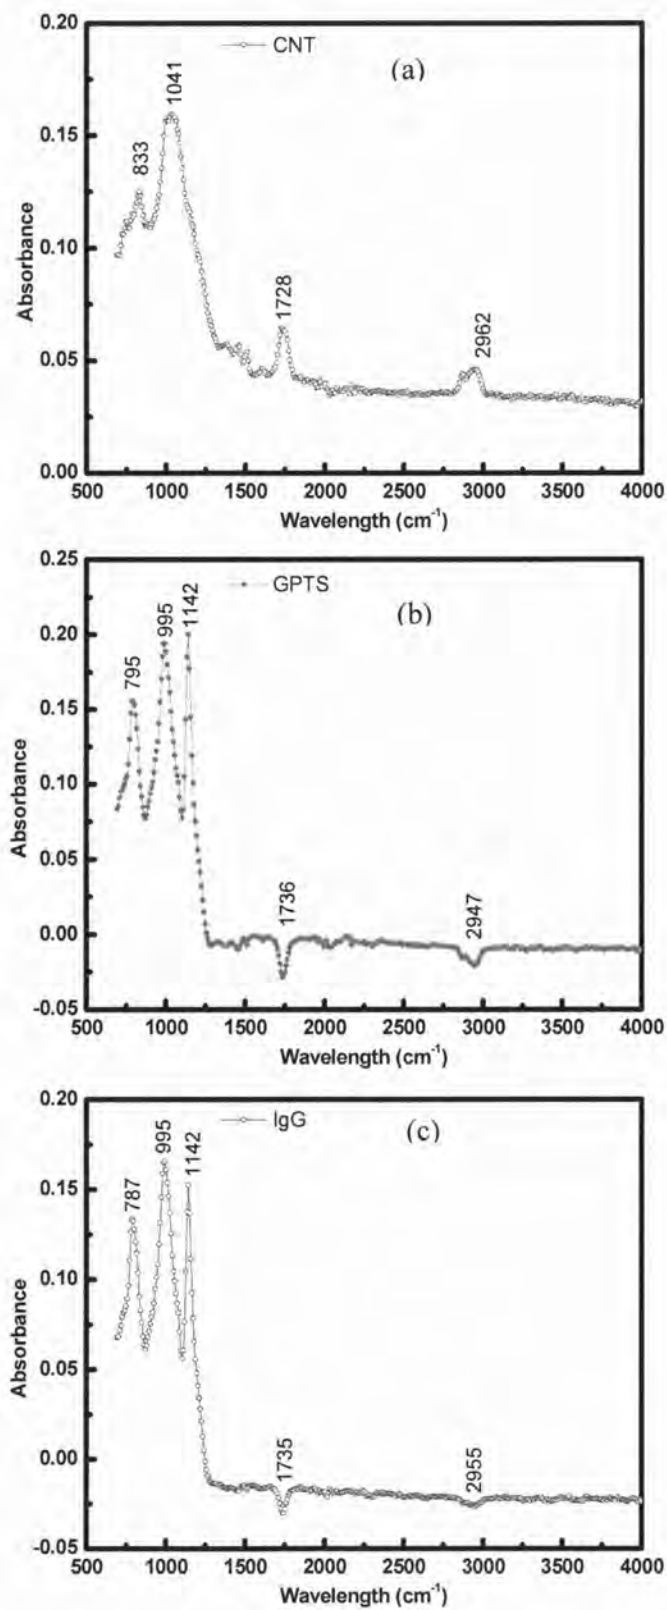 0.20
CNT
(a)
1041
833
0.15
0.10
1728
2962
0.05
0.00
Absorbance
500 1000 1500 2000 2500 3000 3500 4000
Wavelength (cm-1)
0.25
GPTS
(b)
1142
995
795
0.20
0.15
0.10
0.05
1736
2947
0.00
-0.05
Absorbance
500 1000 1500 2000 2500 3000 3500 4000
Wavelength (cm-1)
0.20
IgG
(c)
995
1142
787
0.15
0.10
0.05
1735
2955
0.00
-0.05
Absorbance
500 1000 1500 2000 2500 3000 3500 4000
Wavelength (cm-1)